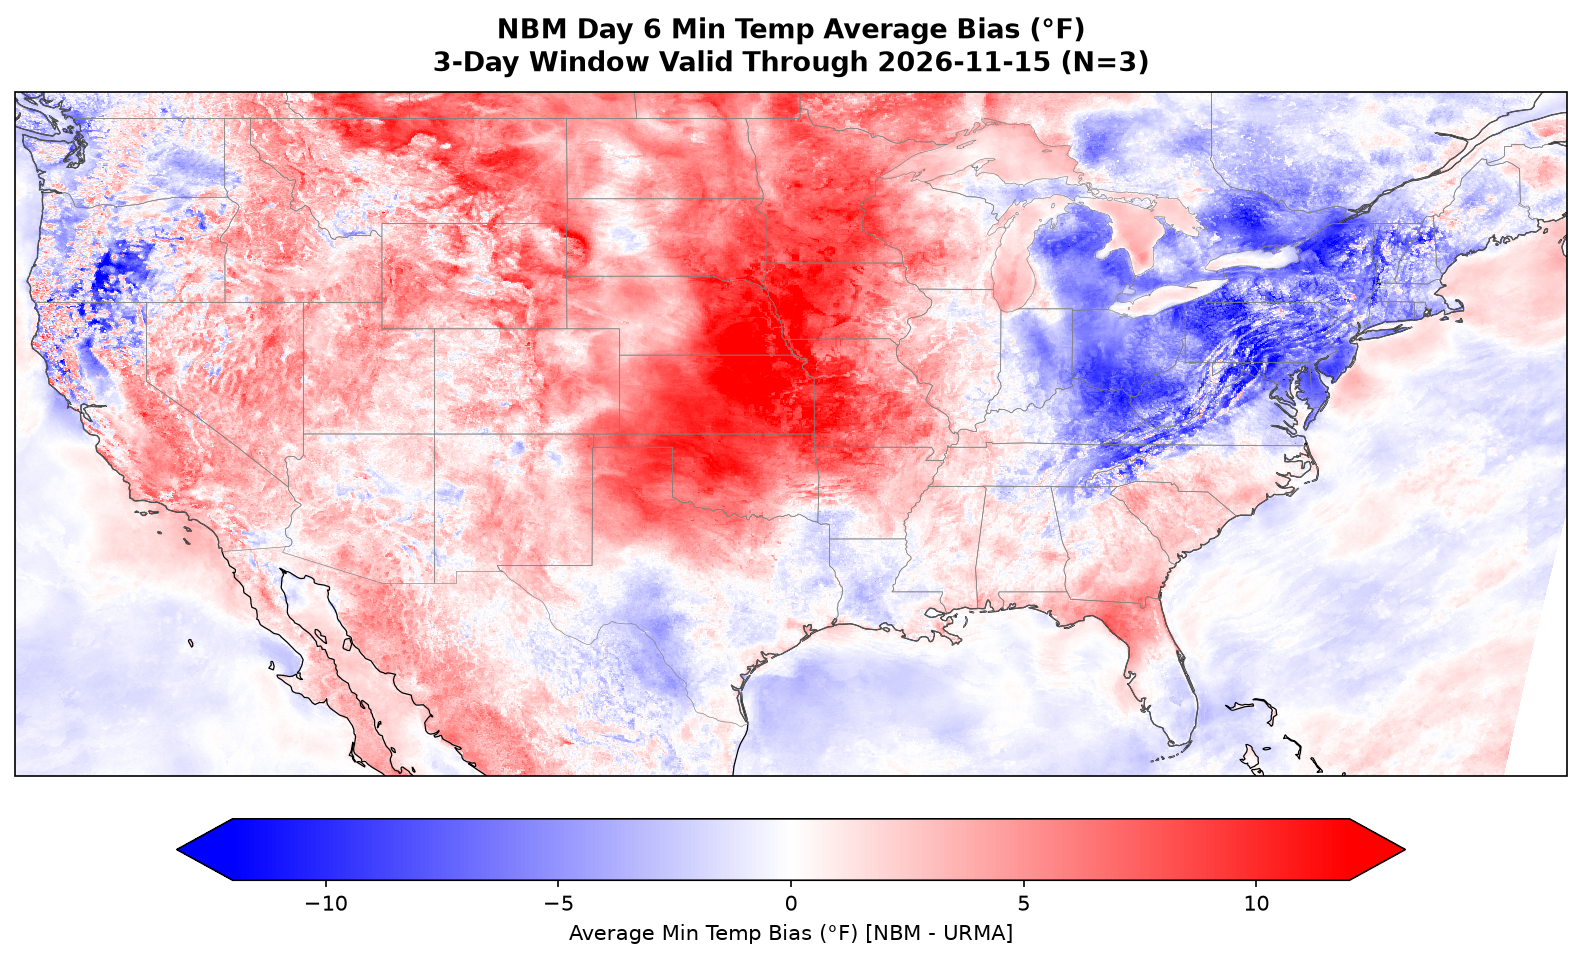 NBM Day 6 Min Temp Average Bias (°F)
3-Day Window Valid Through 2026-11-15 (N=3)
−10
−5
0
5
10
Average Min Temp Bias (°F) [NBM - URMA]